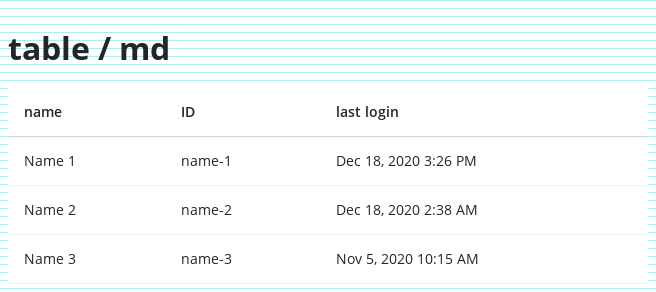 table / md
name ID last login
Name 1 name-1 Dec 18, 2020 3:26 PM
Name 2 name-2 Dec 18, 2020 2:38 AM
Name 3 name-3 Nov 5, 2020 10:15 AM